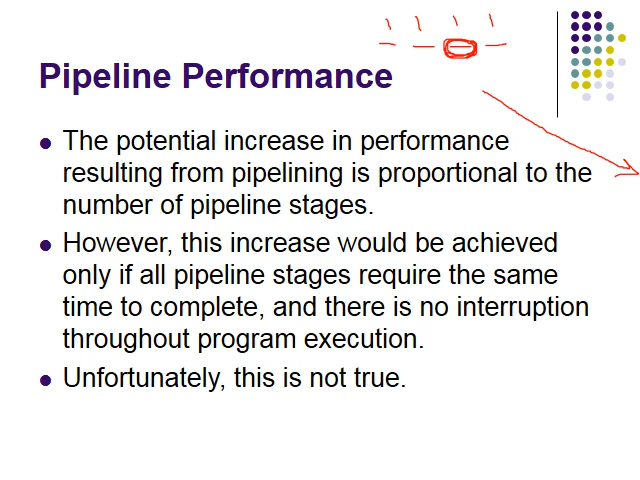 Pipeline Performance
● The potential increase in performance
resulting from pipelining is proportional to the
number of pipeline stages.
● However, this increase would be achieved
only if all pipeline stages require the same
time to complete, and there is no interruption
throughout program execution.
● Unfortunately, this is not true.